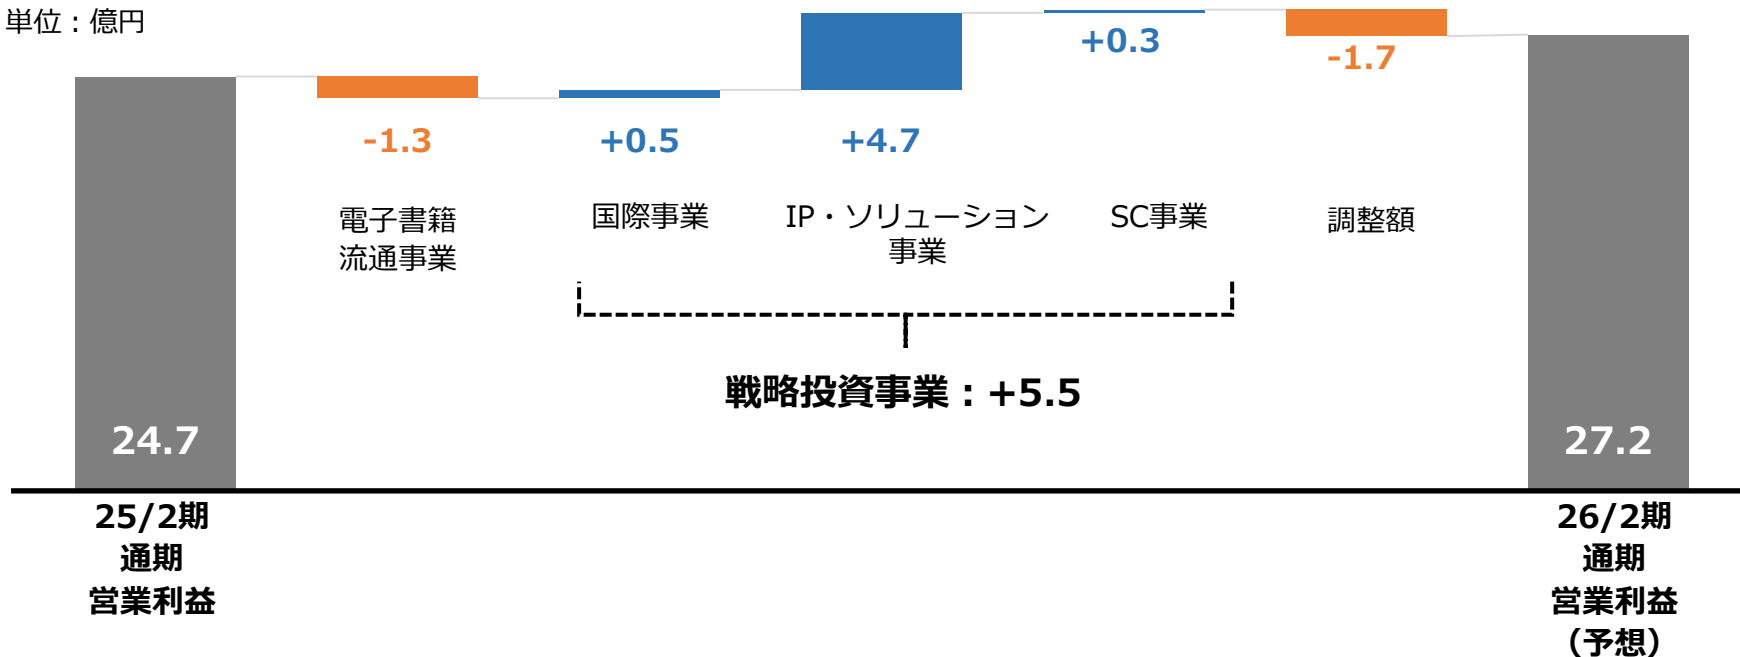 単位：億円
-1.3
+0.5
+4.7
+0.3
-1.7
電子書籍
流通事業
国際事業
IP・ソリューション
事業
SC事業
調整額
戦略投資事業：+5.5
24.7
27.2
25/2期
通期
営業利益
26/2期
通期
営業利益
（予想）